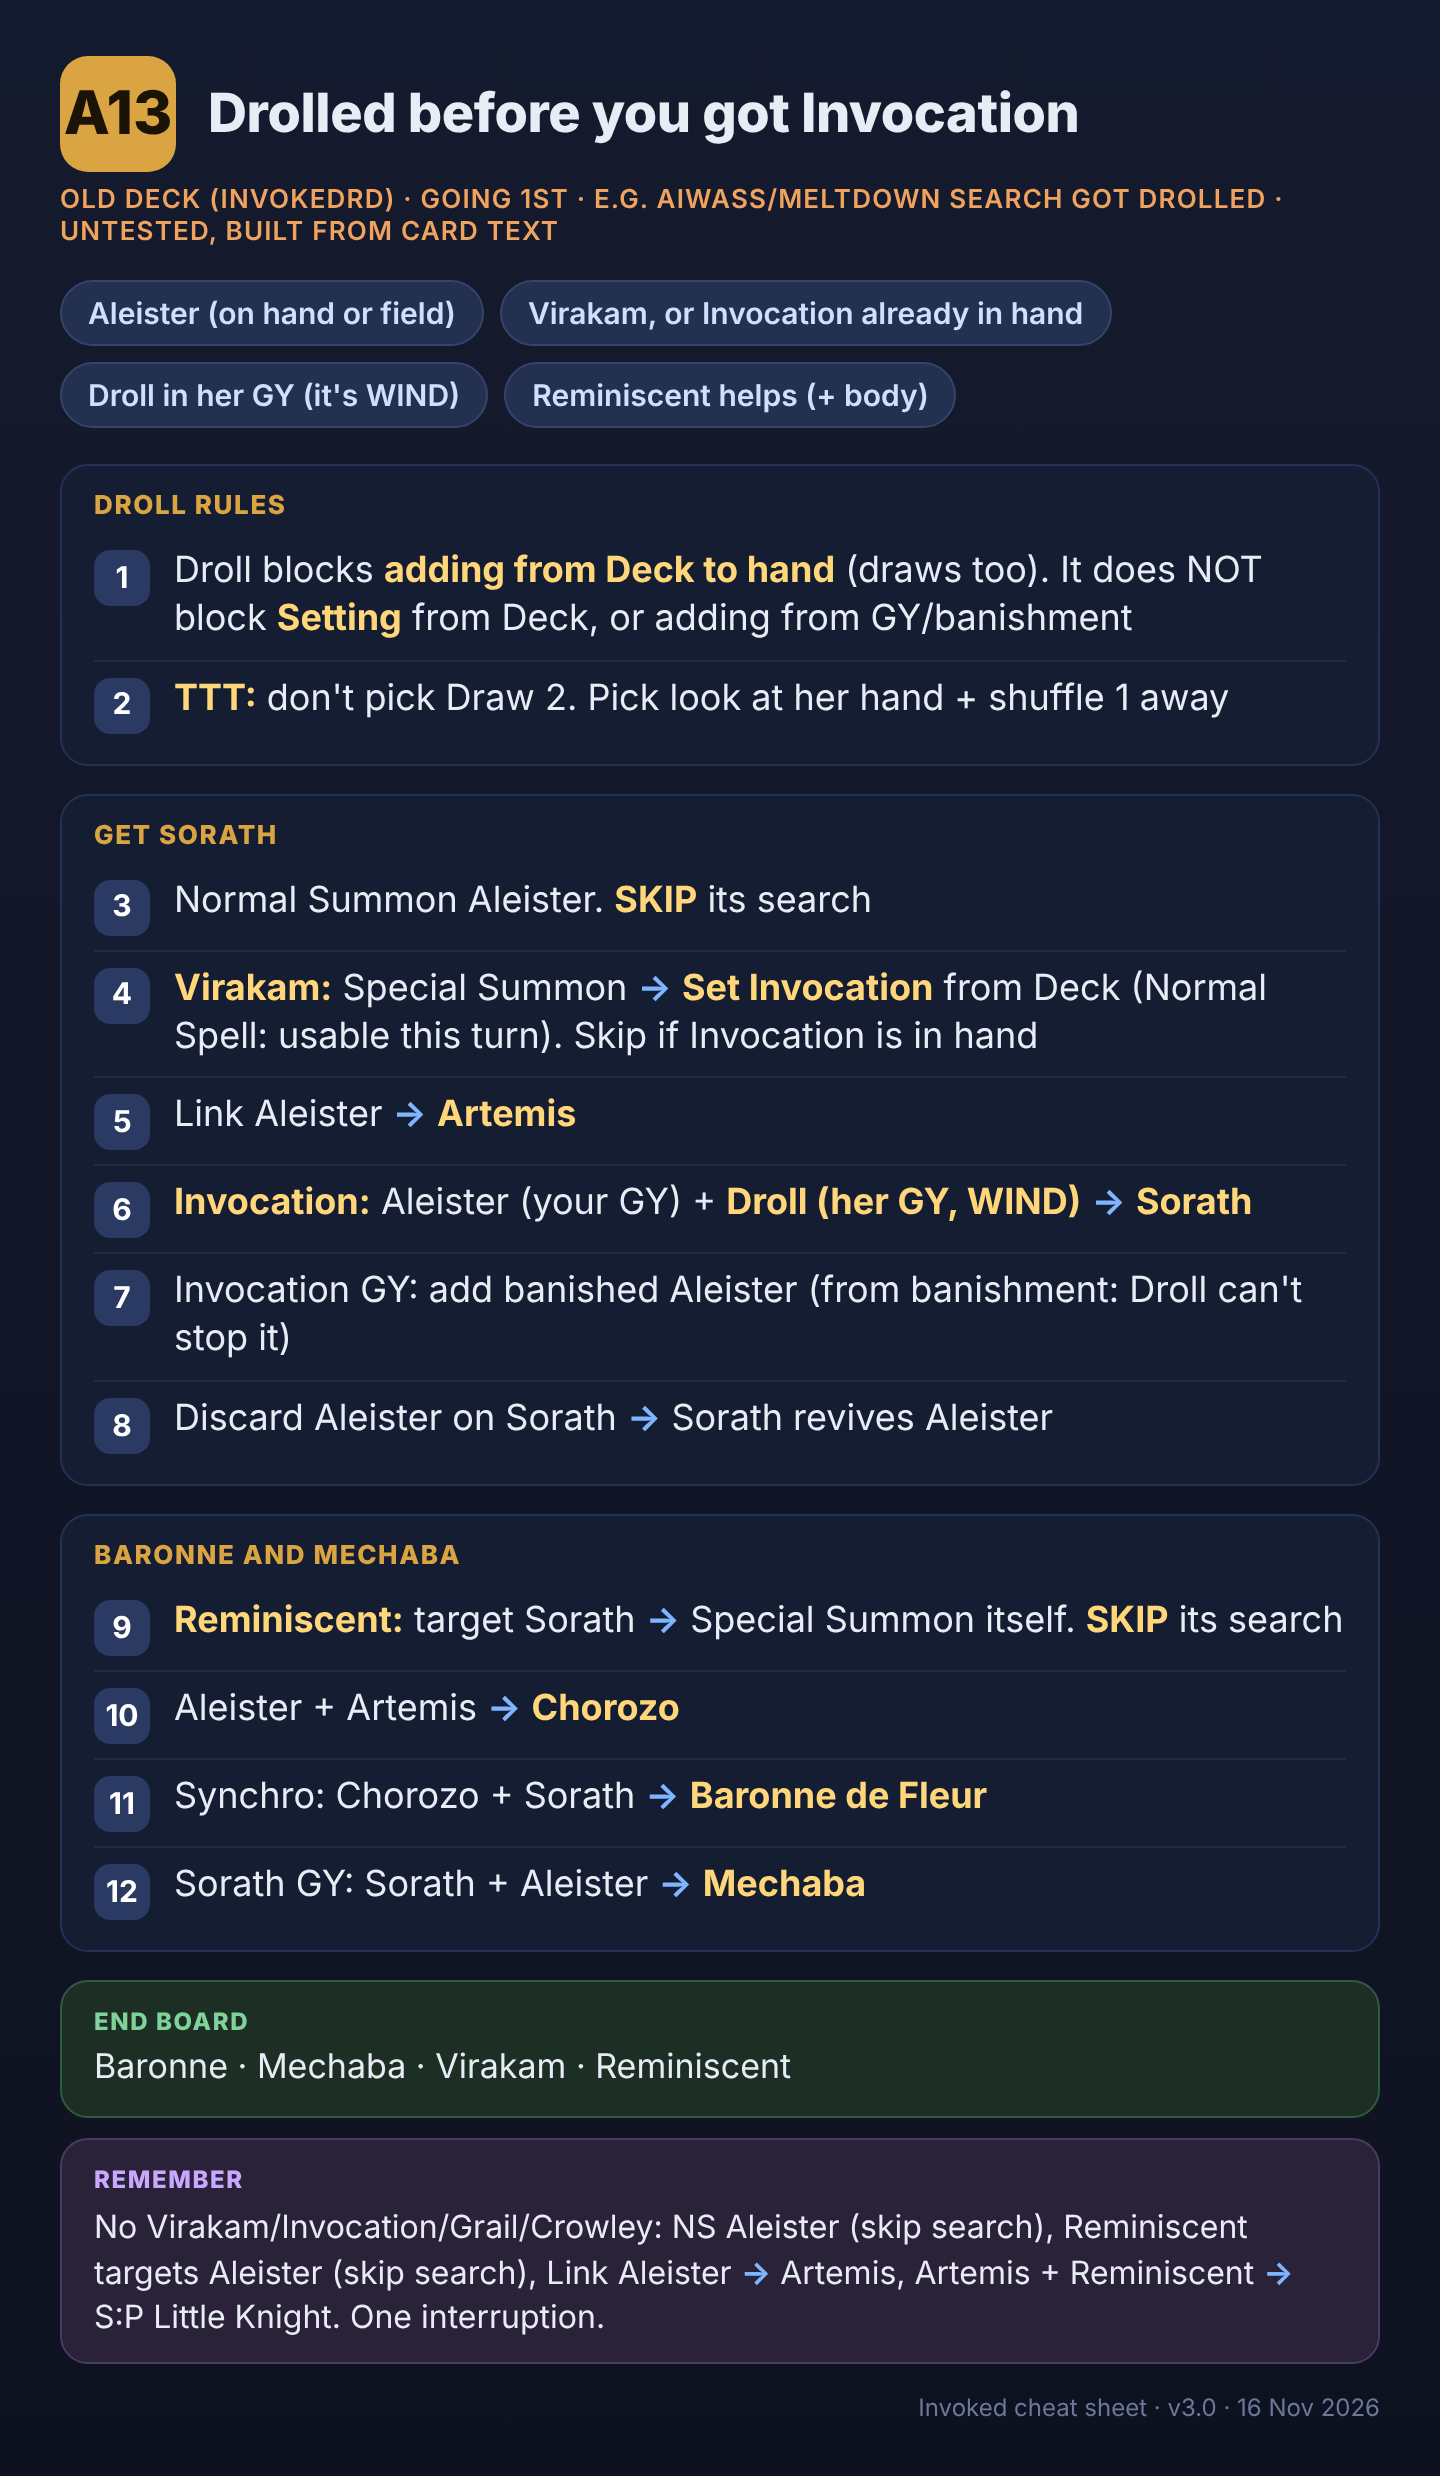 A13
Drolled before you got Invocation
OLD DECK (INVOKEDRD) · GOING 1ST · E.G. AIWASS/MELTDOWN SEARCH GOT DROLLED ·
UNTESTED, BUILT FROM CARD TEXT
Aleister (on hand or field)
Virakam, or Invocation already in hand
Droll in her GY (it's WIND)
Reminiscent helps (+ body)
DROLL RULES
1 Droll blocks adding from Deck to hand (draws too). It does NOT
block Setting from Deck, or adding from GY/banishment
2 TTT: don't pick Draw 2. Pick look at her hand + shuffle 1 away
GET SORATH
3 Normal Summon Aleister. SKIP its search
4 Virakam: Special Summon → Set Invocation from Deck (Normal
Spell: usable this turn). Skip if Invocation is in hand
5 Link Aleister → Artemis
6 Invocation: Aleister (your GY) + Droll (her GY, WIND) → Sorath
7 Invocation GY: add banished Aleister (from banishment: Droll can't
stop it)
8 Discard Aleister on Sorath → Sorath revives Aleister
BARONNE AND MECHABA
9 Reminiscent: target Sorath → Special Summon itself. SKIP its search
10 Aleister + Artemis → Chorozo
11 Synchro: Chorozo + Sorath → Baronne de Fleur
12 Sorath GY: Sorath + Aleister → Mechaba
END BOARD
Baronne · Mechaba · Virakam · Reminiscent
REMEMBER
No Virakam/Invocation/Grail/Crowley: NS Aleister (skip search), Reminiscent
targets Aleister (skip search), Link Aleister → Artemis, Artemis + Reminiscent →
S:P Little Knight. One interruption.
Invoked cheat sheet · v3.0 · 16 Nov 2026